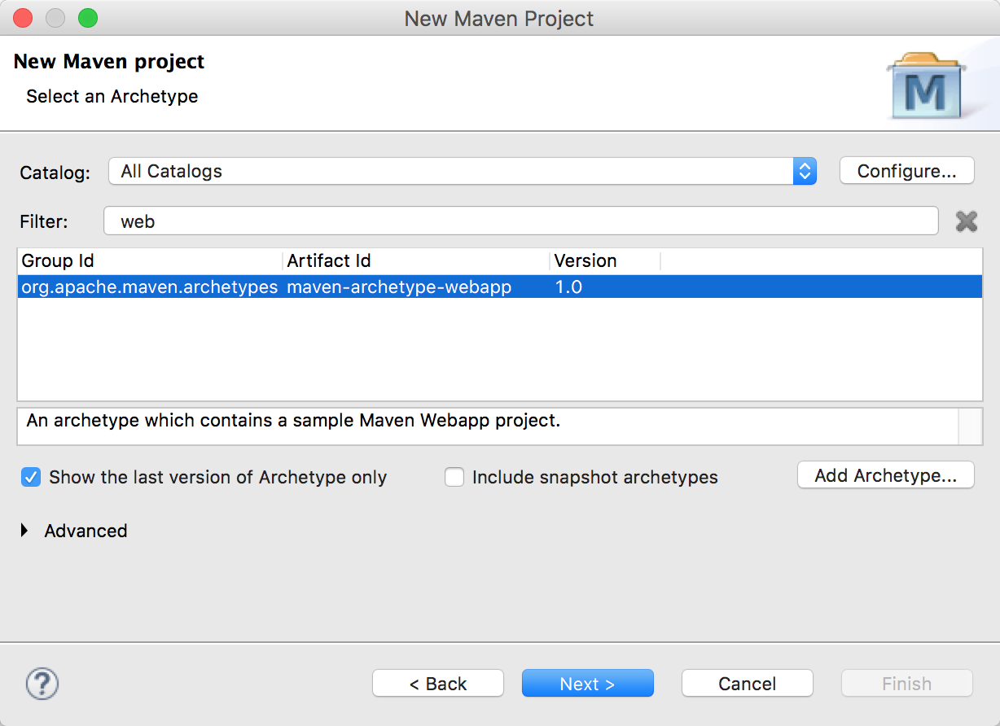 New Maven Project
New Maven project
Select an Archetype
M
Catalog: All Catalogs Configure...
Filter: web
Group Id Artifact Id Version
org.apache.maven.archetypes maven-archetype-webapp 1.0
An archetype which contains a sample Maven Webapp project.
Show the last version of Archetype only Include snapshot archetypes Add Archetype...
Advanced
? < Back Next > Cancel Finish